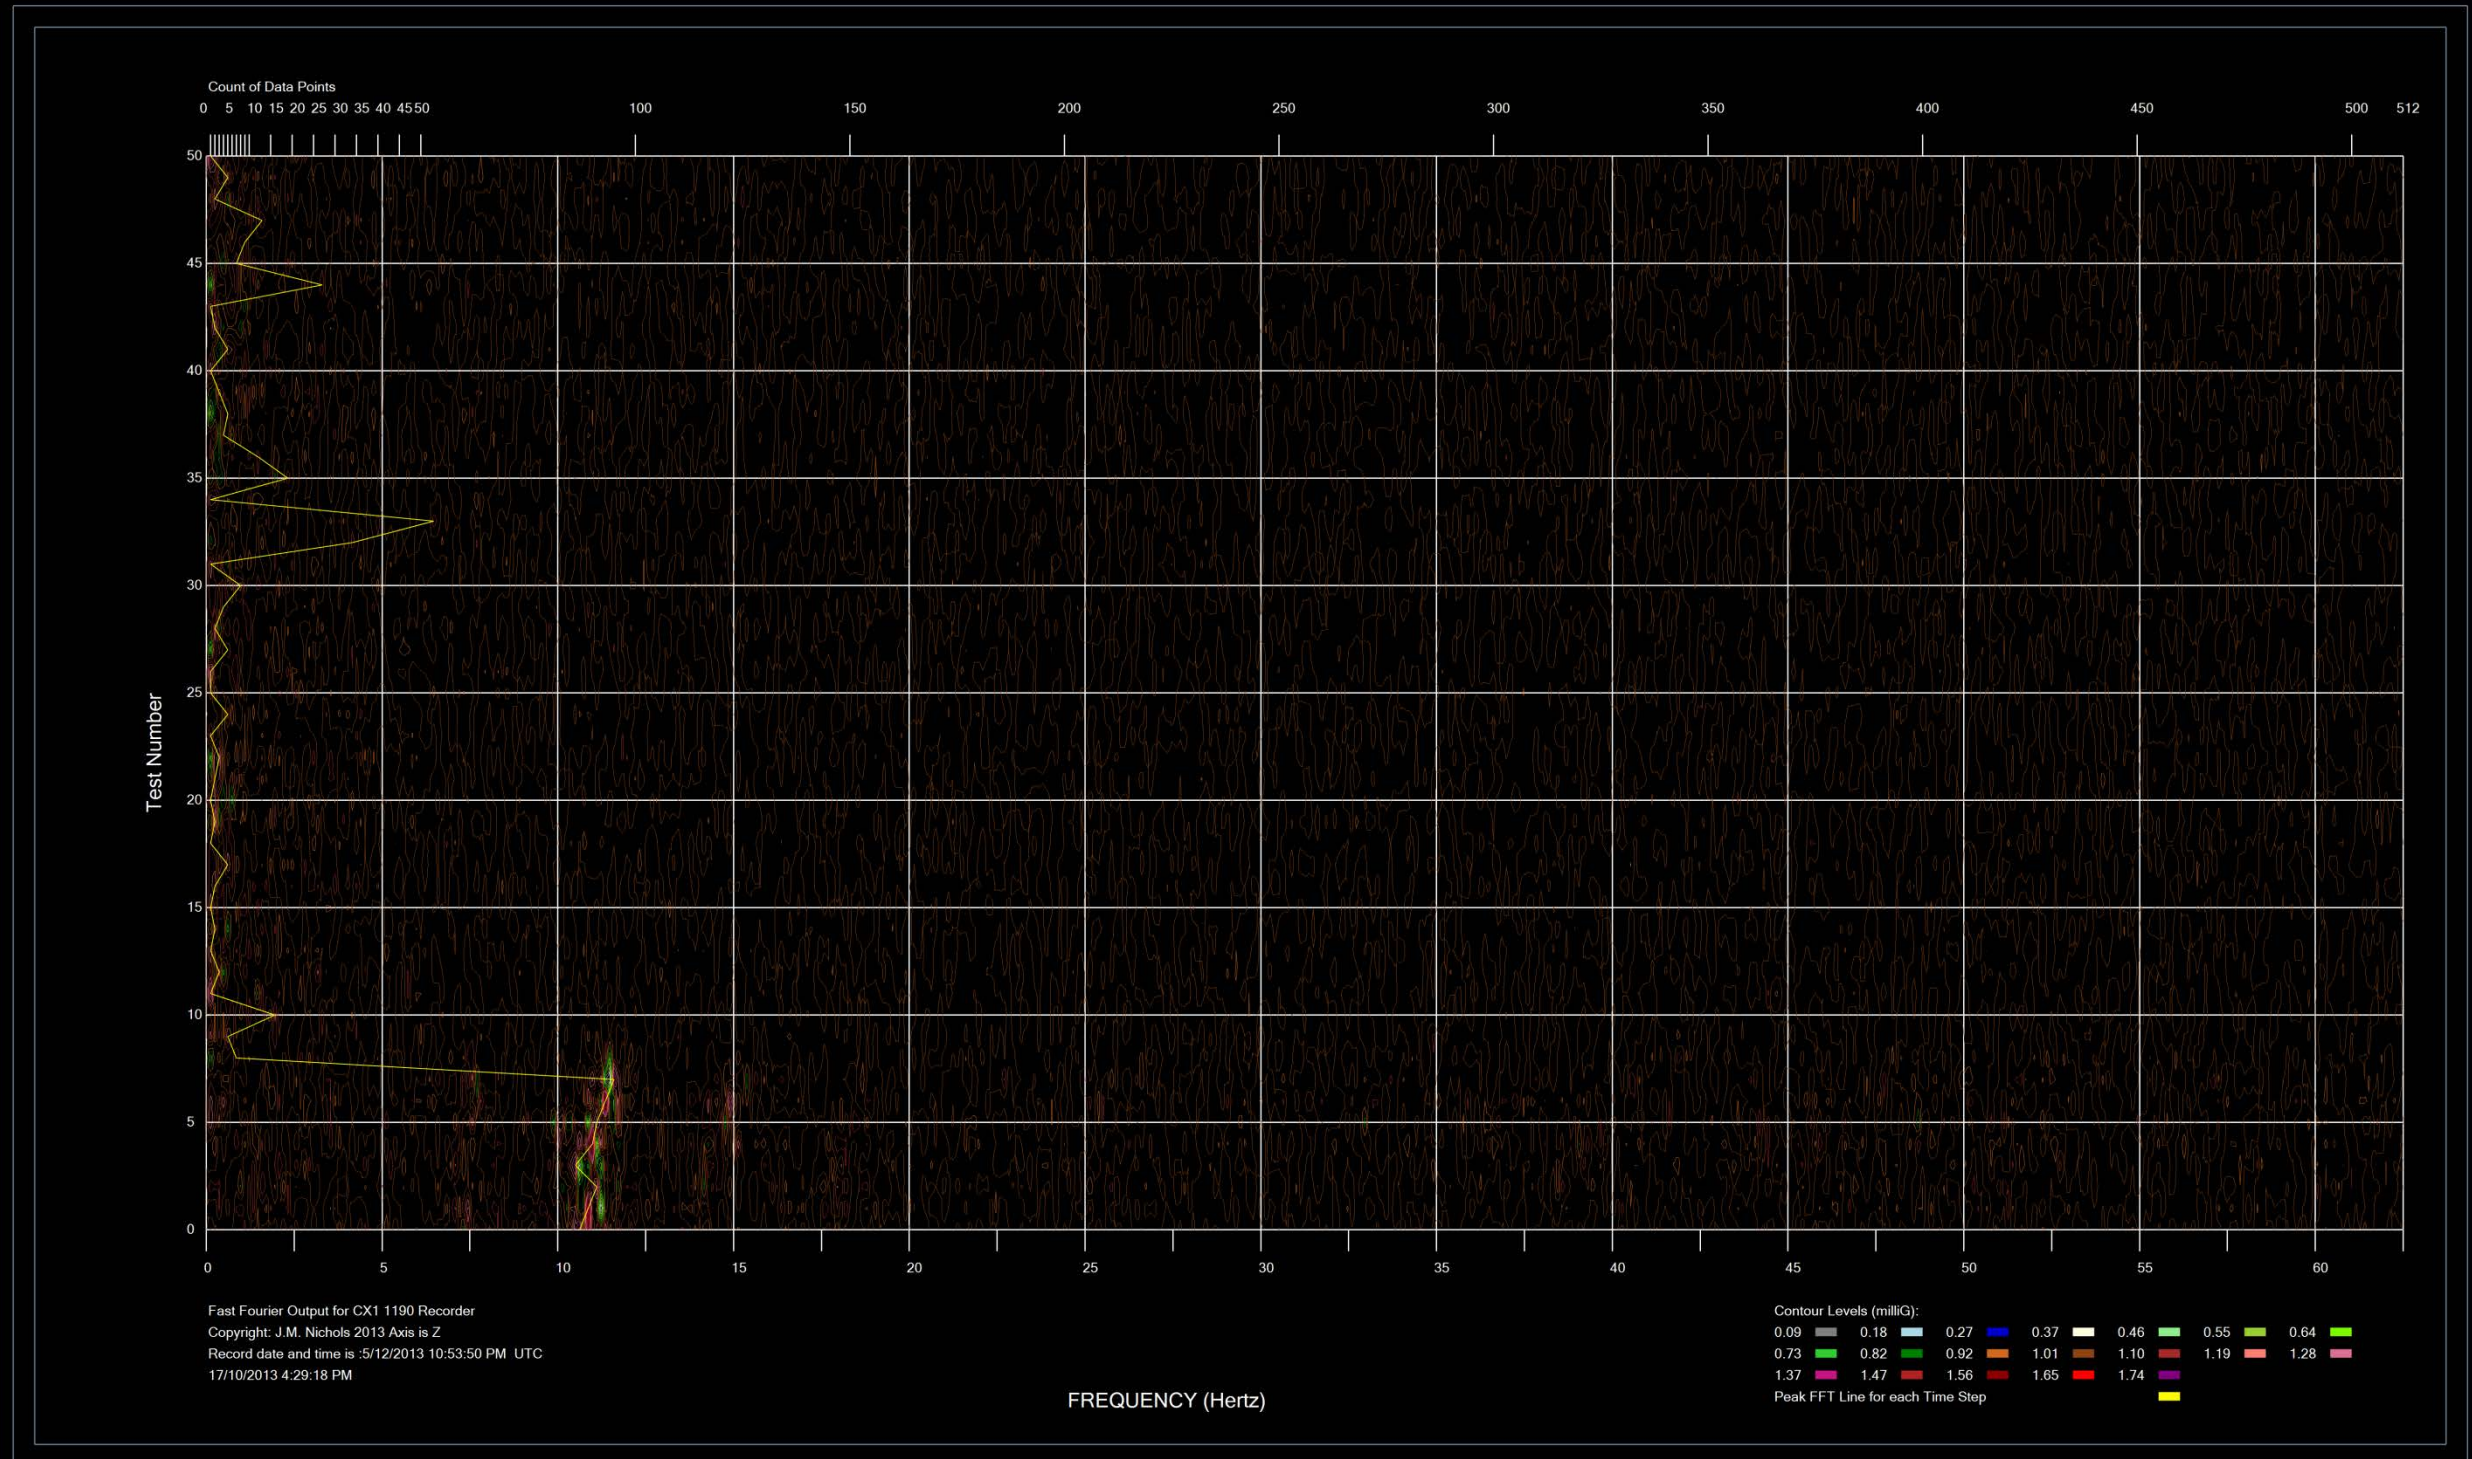 Count of Data Points
0 5 10 15 20 25 30 35 40 45 50 100 150 200 250 300 350 400 450 500 512
50
45
40
35
30
25
20
15
10
5
0
Test Number
0 5 10 15 20 25 30 35 40 45 50 55 60
FREQUENCY (Hertz)
Fast Fourier Output for CX1 1190 Recorder
Copyright: J.M. Nichols 2013 Axis is Z
Record date and time is :5/12/2013 10:53:50 PM  UTC
17/10/2013 4:29:18 PM
Contour Levels (milliG):
0.09 0.18 0.27 0.37 0.46 0.55 0.64
0.73 0.82 0.92 1.01 1.10 1.19 1.28
1.37 1.47 1.56 1.65 1.74
Peak FFT Line for each Time Step